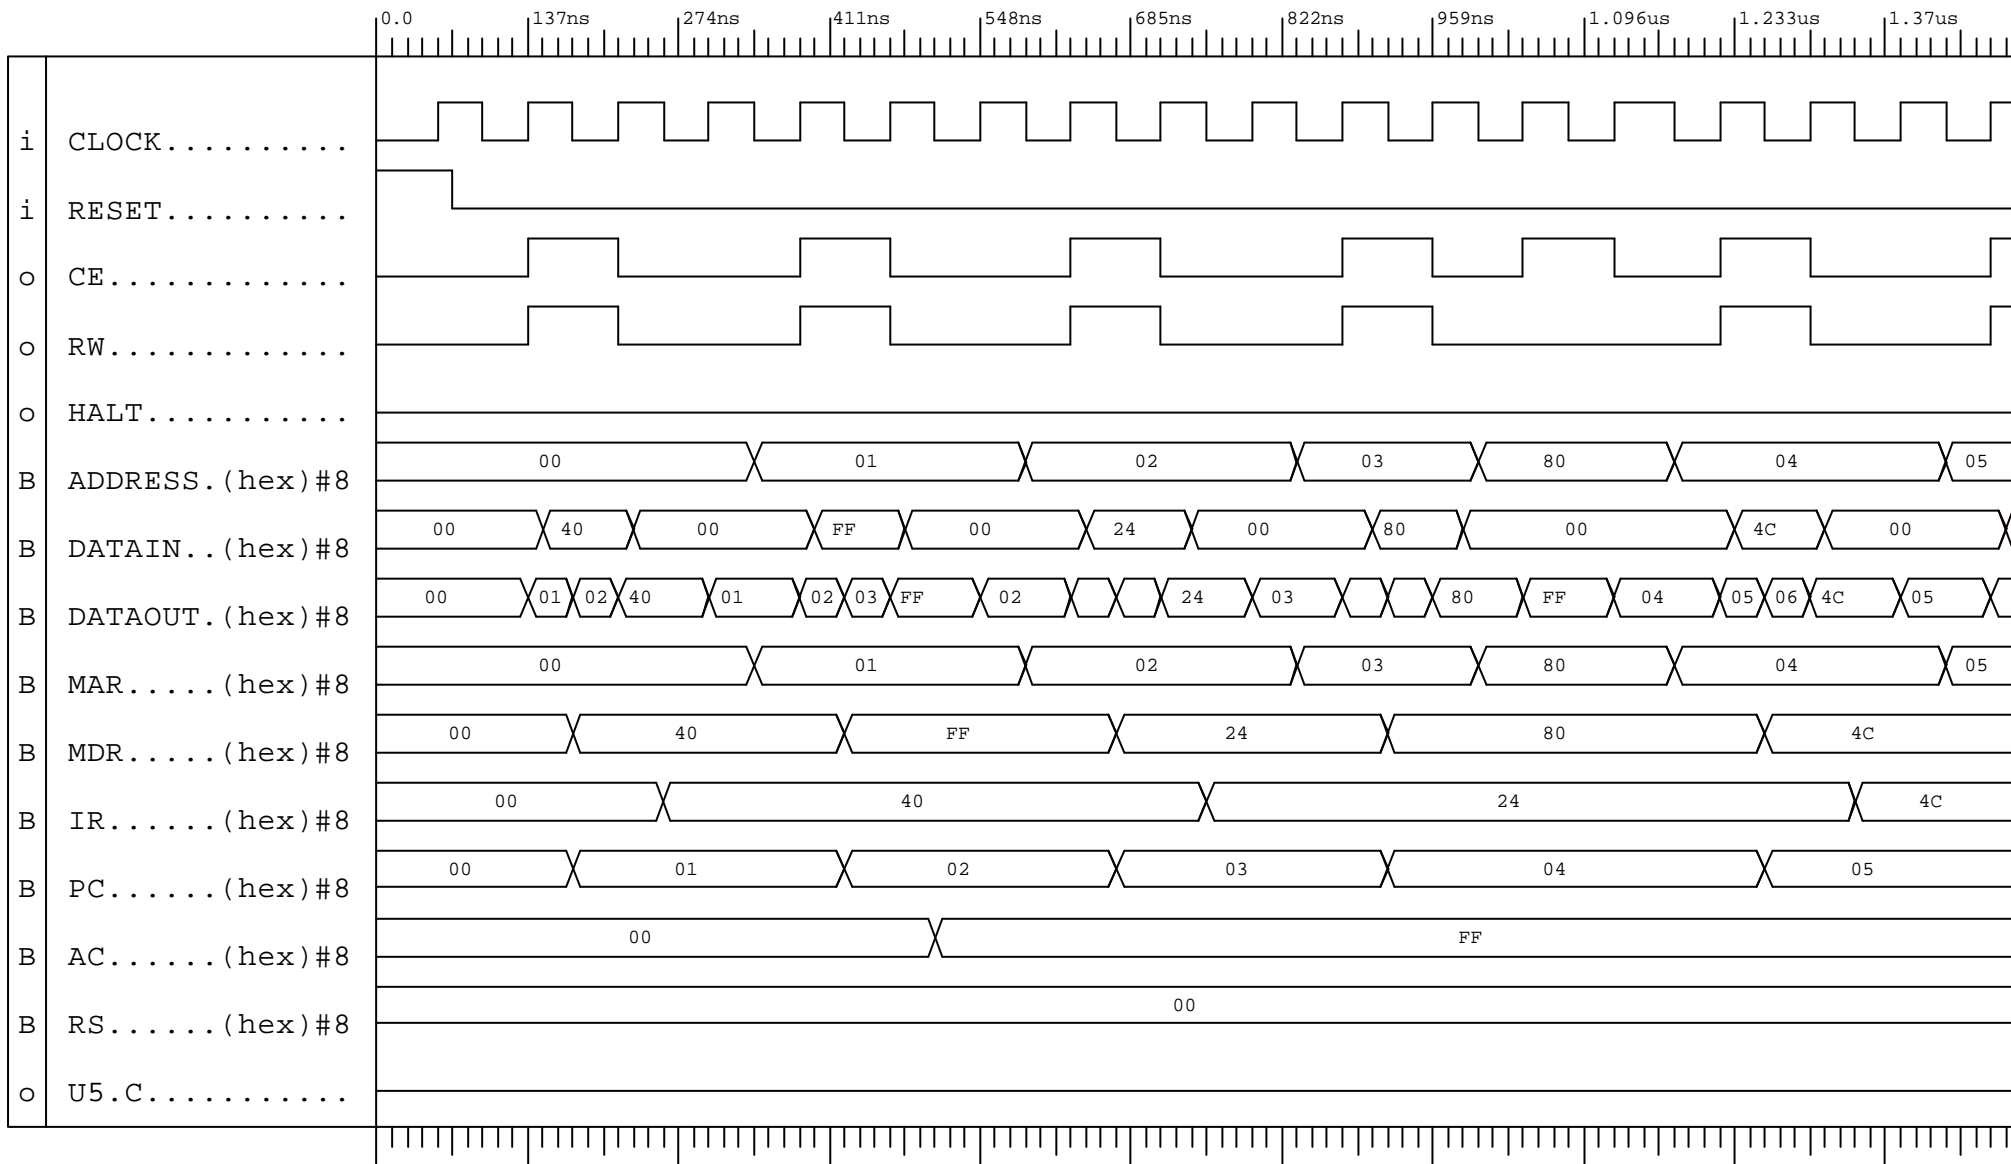 0.0 137ns 274ns 411ns 548ns 685ns 822ns 959ns 1.096us 1.233us 1.37us
i CLOCK..........
i RESET..........
o CE.............
o RW.............
o HALT...........
B ADDRESS.(hex)#8 00 01 02 03 80 04 05
B DATAIN..(hex)#8 00 40 00 FF 00 24 00 80 00 4C 00
B DATAOUT.(hex)#8 00 01 02 40 01 02 03 FF 02 24 03 80 FF 04 05 06 4C 05
B MAR.....(hex)#8 00 01 02 03 80 04 05
B MDR.....(hex)#8 00 40 FF 24 80 4C
B IR......(hex)#8 00 40 24 4C
B PC......(hex)#8 00 01 02 03 04 05
B AC......(hex)#8 00 FF
B RS......(hex)#8 00
o U5.C...........